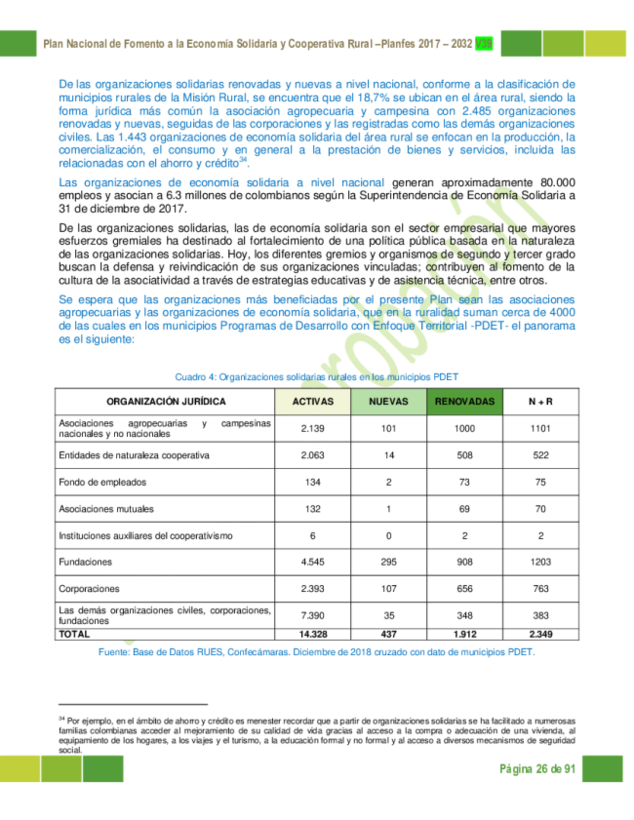 Plan Nacional de Fomento a la Economía Solidaria y Cooperativa Rural –Planfes 2017 – 2032 v39
De las organizaciones solidarias renovadas y nuevas a nivel nacional, conforme a la clasificación de
municipios rurales de la Misión Rural, se encuentra que el 18,7% se ubican en el área rural, siendo la
forma jurídica más común la asociación agropecuaria y campesina con 2.485 organizaciones
renovadas y nuevas, seguidas de las corporaciones y las registradas como las demás organizaciones
civiles. Las 1.443 organizaciones de economía solidaria del área rural se enfocan en la producción, la
comercialización, el consumo y en general a la prestación de bienes y servicios, incluida las
relacionadas con el ahorro y crédito34.
Las organizaciones de economía solidaria a nivel nacional generan aproximadamente 80.000
empleos y asocian a 6.3 millones de colombianos según la Superintendencia de Economía Solidaria a
31 de diciembre de 2017.
De las organizaciones solidarias, las de economía solidaria son el sector empresarial que mayores
esfuerzos gremiales ha destinado al fortalecimiento de una política pública basada en la naturaleza
de las organizaciones solidarias. Hoy, los diferentes gremios y organismos de segundo y tercer grado
buscan la defensa y reivindicación de sus organizaciones vinculadas; contribuyen al fomento de la
cultura de la asociatividad a través de estrategias educativas y de asistencia técnica, entre otros.
Se espera que las organizaciones más beneficiadas por el presente Plan sean las asociaciones
agropecuarias y las organizaciones de economía solidaria, que en la ruralidad suman cerca de 4000
de las cuales en los municipios Programas de Desarrollo con Enfoque Territorial -PDET- el panorama
es el siguiente:
Cuadro 4: Organizaciones solidarias rurales en los municipios PDET
ORGANIZACIÓN JURÍDICA ACTIVAS NUEVAS RENOVADAS N + R
Asociaciones agropecuarias y campesinas
nacionales y no nacionales 2.139 101 1000 1101
Entidades de naturaleza cooperativa 2.063 14 508 522
Fondo de empleados 134 2 73 75
Asociaciones mutuales 132 1 69 70
Instituciones auxiliares del cooperativismo 6 0 2 2
Fundaciones 4.545 295 908 1203
Corporaciones 2.393 107 656 763
Las demás organizaciones civiles, corporaciones,
fundaciones 7.390 35 348 383
TOTAL 14.328 437 1.912 2.349
Fuente: Base de Datos RUES, Confecámaras. Diciembre de 2018 cruzado con dato de municipios PDET.
34 Por ejemplo, en el ámbito de ahorro y crédito es menester recordar que a partir de organizaciones solidarias se ha facilitado a numerosas
familias colombianas acceder al mejoramiento de su calidad de vida gracias al acceso a la compra o adecuación de una vivienda, al
equipamiento de los hogares, a los viajes y el turismo, a la educación formal y no formal y al acceso a diversos mecanismos de seguridad
social.
Página 26 de 91